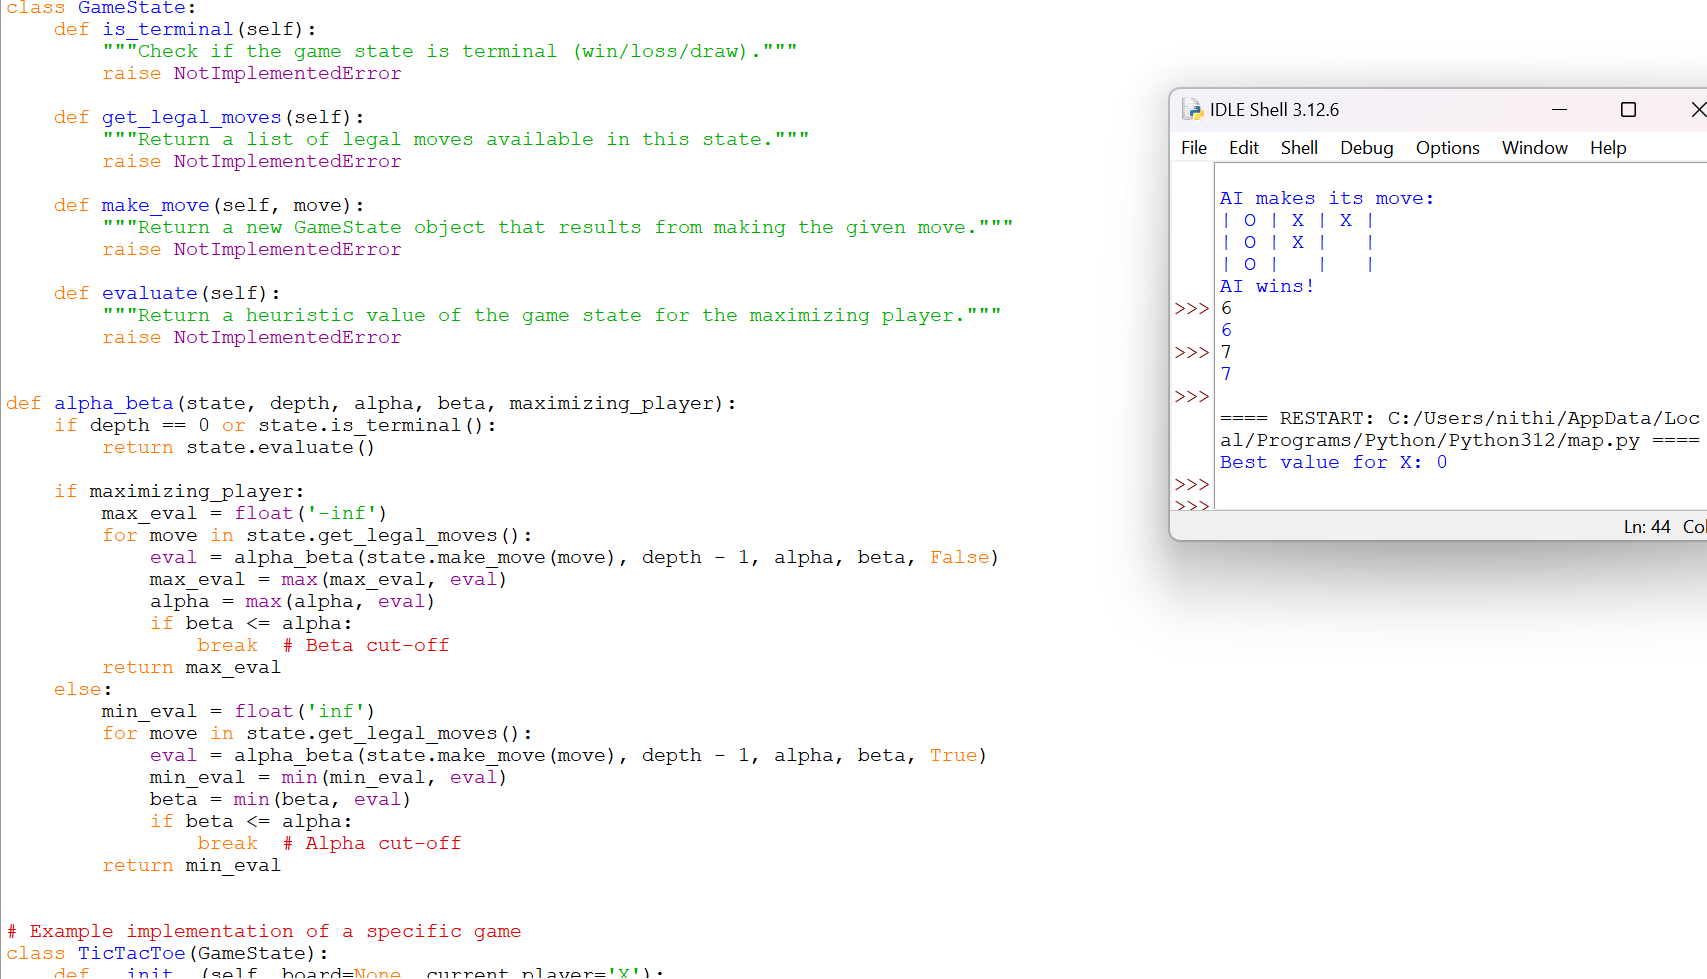 class GameState:
    def is_terminal(self):
        """Check if the game state is terminal (win/loss/draw)."""
        raise NotImplementedError

    def get_legal_moves(self):
        """Return a list of legal moves available in this state."""
        raise NotImplementedError

    def make_move(self, move):
        """Return a new GameState object that results from making the given move."""
        raise NotImplementedError

    def evaluate(self):
        """Return a heuristic value of the game state for the maximizing player."""
        raise NotImplementedError


def alpha_beta(state, depth, alpha, beta, maximizing_player):
    if depth == 0 or state.is_terminal():
        return state.evaluate()

    if maximizing_player:
        max_eval = float('-inf')
        for move in state.get_legal_moves():
            eval = alpha_beta(state.make_move(move), depth - 1, alpha, beta, False)
            max_eval = max(max_eval, eval)
            alpha = max(alpha, eval)
            if beta <= alpha:
                break  # Beta cut-off
        return max_eval
    else:
        min_eval = float('inf')
        for move in state.get_legal_moves():
            eval = alpha_beta(state.make_move(move), depth - 1, alpha, beta, True)
            min_eval = min(min_eval, eval)
            beta = min(beta, eval)
            if beta <= alpha:
                break  # Alpha cut-off
        return min_eval


# Example implementation of a specific game
class TicTacToe(GameState):
    def __init__(self, board=None, current_player='X'):
IDLE Shell 3.12.6
File Edit Shell Debug Options Window Help
AI makes its move:
| O | X | X |
| O | X |   |
| O |   |   |
AI wins!
>>> 6
6
>>> 7
7
>>>
==== RESTART: C:/Users/nithi/AppData/Loc
al/Programs/Python/Python312/map.py ====
Best value for X: 0
>>>
>>>
Ln: 44 Col